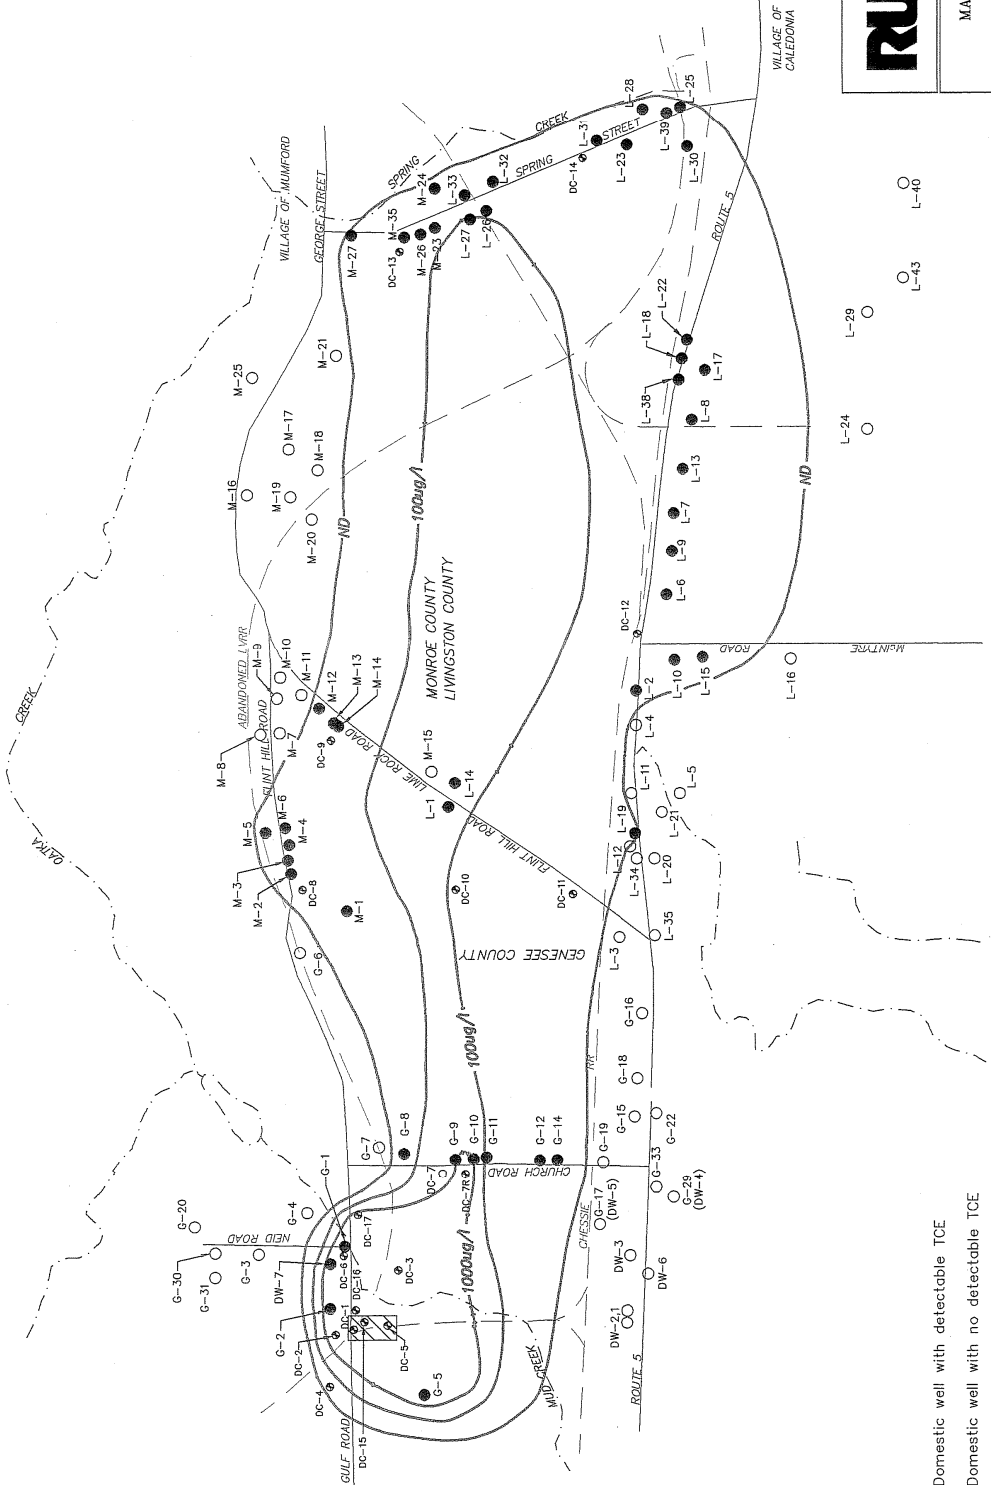 VILLAGE OF
CALEDONIA
RU
MA
VILLAGE OF MUMFORD
GEORGE STREET
SPRING
CREEK
SPRING
STREET
ROUTE 5
L-28
L-25
L-39
L-30
L-31
L-23
DC-14
L-32
L-33
M-24
M-35
M-27
DC-13
M-26
M-23
L-27
L-26
L-40
L-43
L-29
L-24
L-22
L-18
L-38
L-17
L-8
L-13
L-7
L-9
L-6
DC-12
M-21
M-25
M-17
M-18
M-16
M-19
M-20
ND
100ug/l
ND
MONROE COUNTY
LIVINGSTON COUNTY
CREEK
OATKA
ABANDONED LVRR
FLINT HILL ROAD
M-9
M-10
M-11
M-12
M-13
M-14
M-8
M-7
DC-9
LIME ROCK ROAD
M-15
L-14
L-1
FLINT HILL ROAD
L-2
L-10
L-15
ROAD
McINTYRE
L-16
L-4
L-11
L-5
L-19
L-21
L-12
L-34
L-20
M-5
M-6
M-4
M-3
M-2
DC-8
M-1
G-6
DC-10
DC-11
L-3
L-35
GENESEE COUNTY
100ug/l
G-16
RR
G-18
G-15
G-22
G-7
G-8
G-9
G-10
G-11
G-12
G-14
G-19
G-33
G-29
(DW-4)
G-17
(DW-5)
CHURCH ROAD
DC-7
DC-7R
G-1
G-4
G-20
NEID ROAD
G-30
G-3
G-31
DW-7
DC-17
DC-6
DC-16
DC-3
DC-1
G-2
DC-2
DC-5
DC-4
DC-15
G-5
1000ug/l
CHESSIE
DW-3
DW-6
DW-2,1
MUD CREEK
ROUTE 5
GULF ROAD
Domestic well with detectable TCE
Domestic well with no detectable TCE